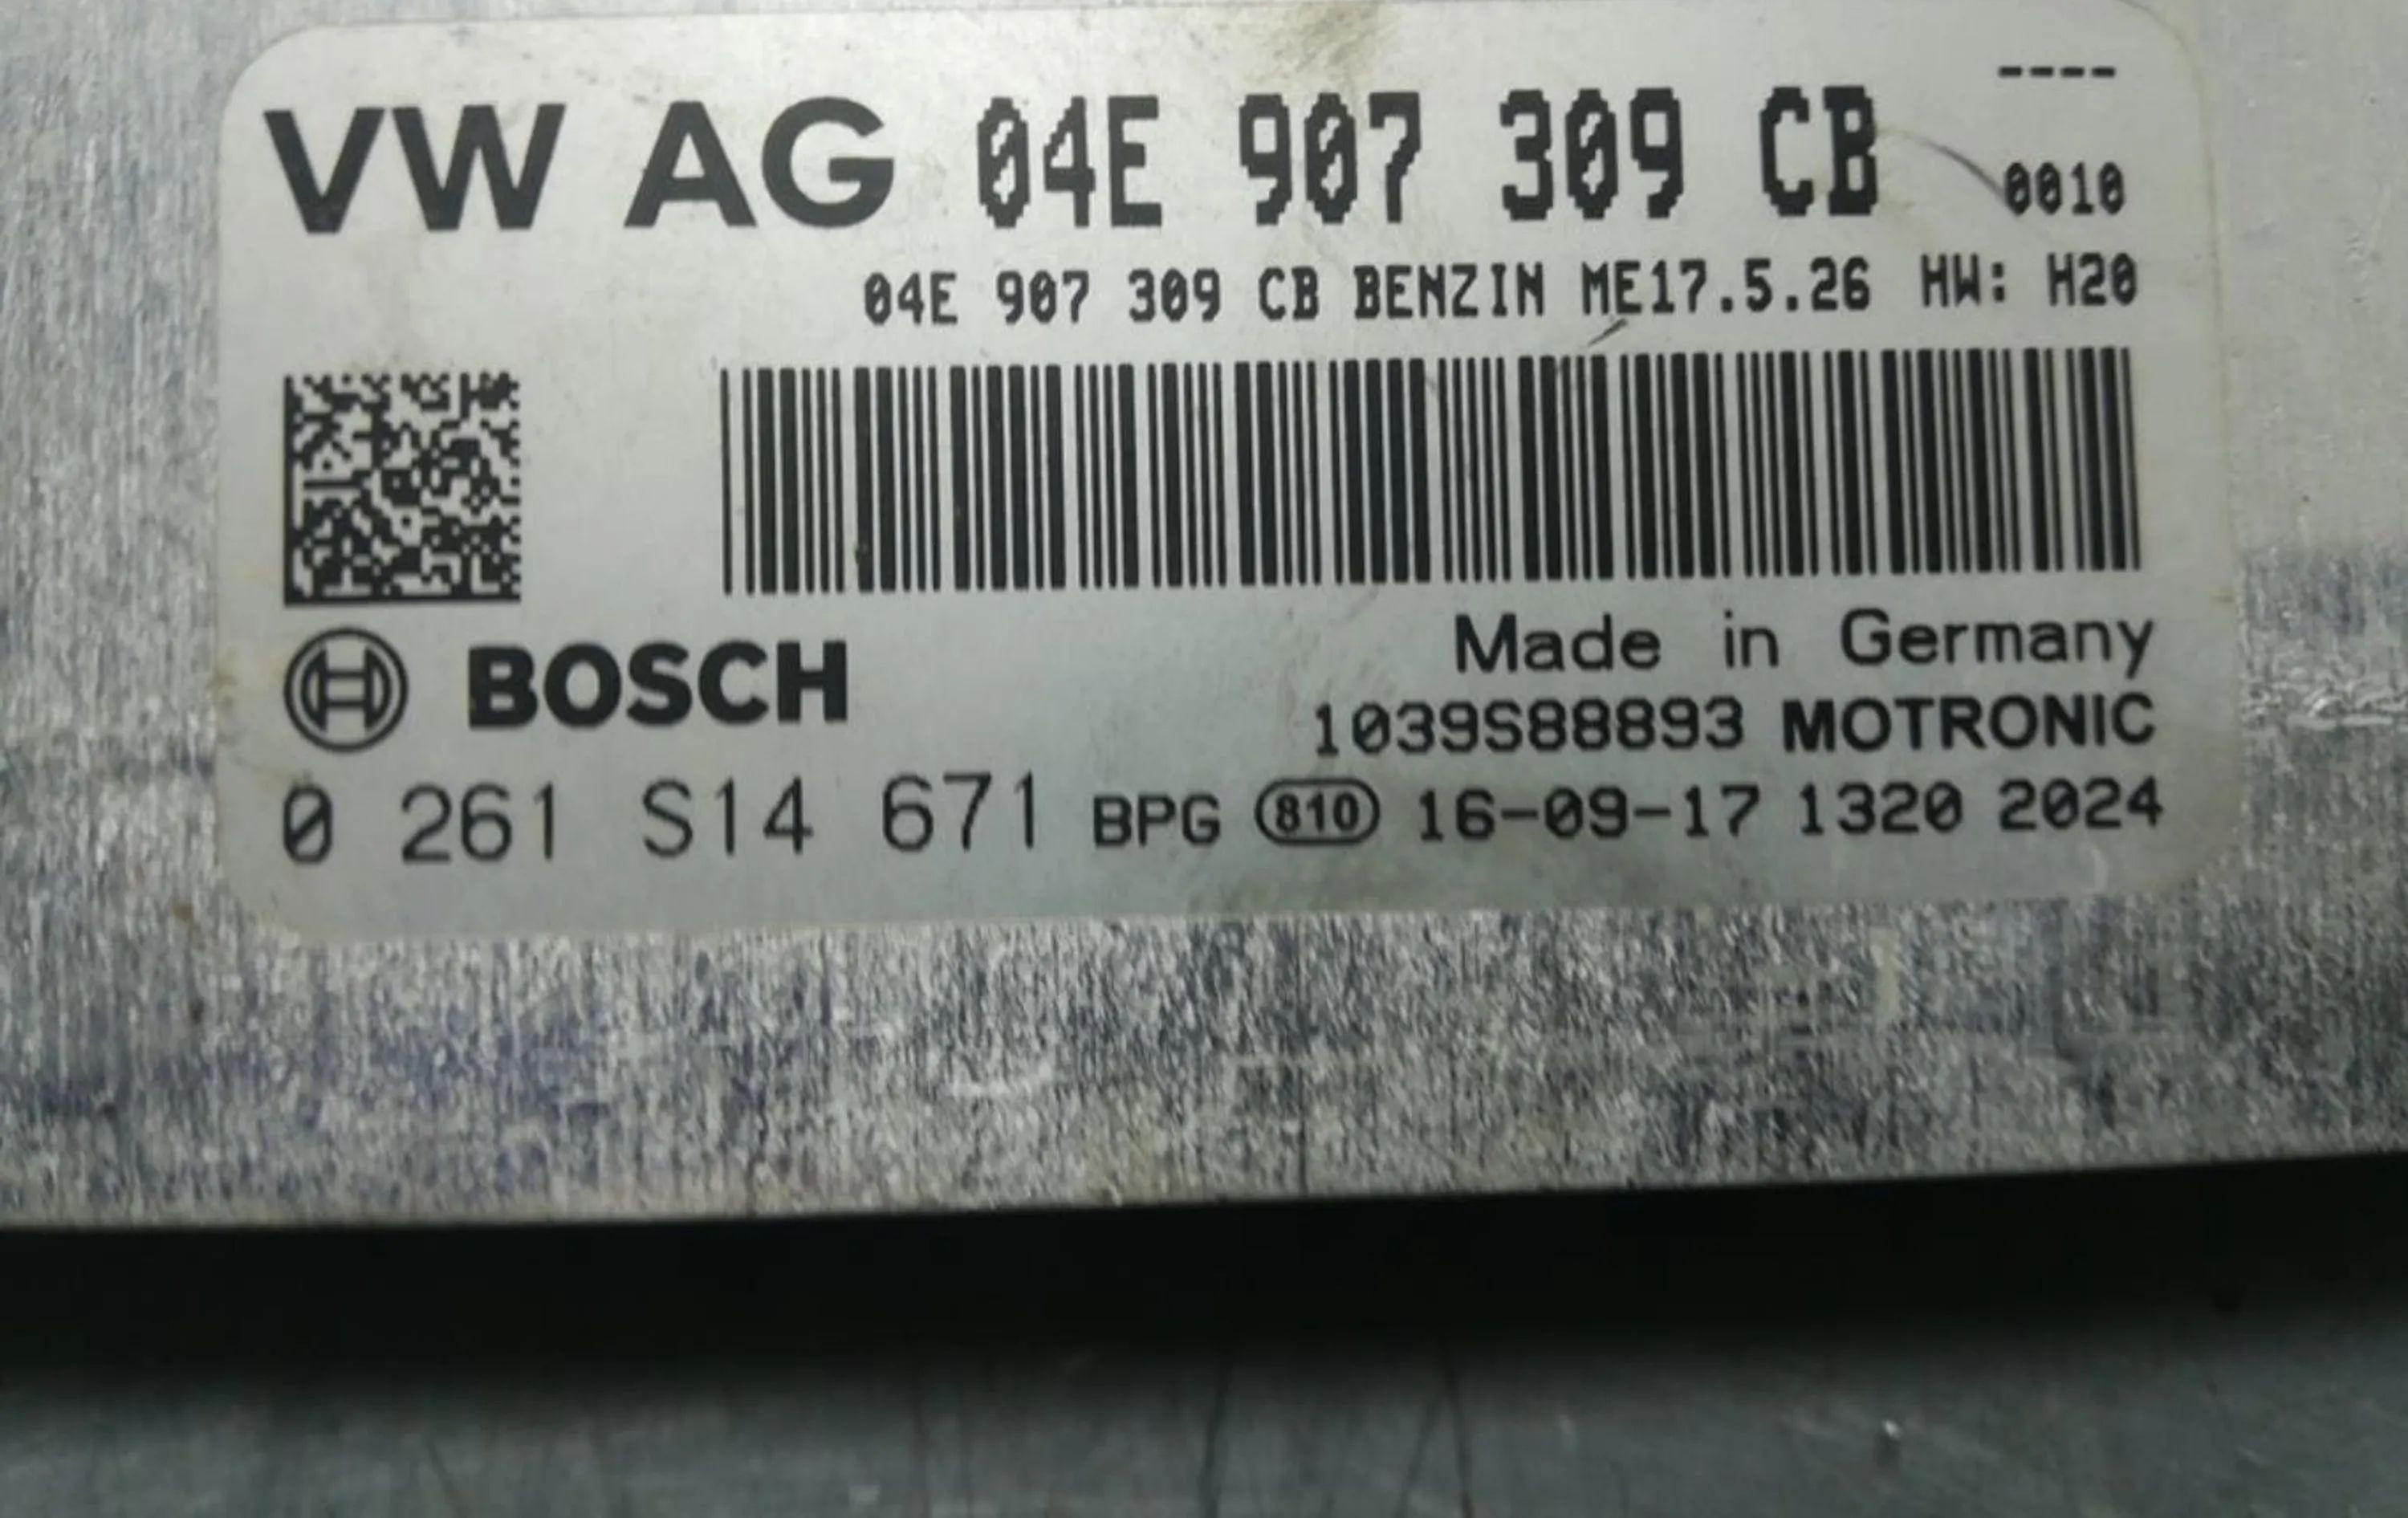 ----
VW AG 04E 907 309 CB 0010
04E 907 309 CB BENZIN ME17.5.26 HW: H20
BOSCH
Made in Germany
1039S88893 MOTRONIC
0 261 S14 671 BPG 810 16-09-17 1320 2024